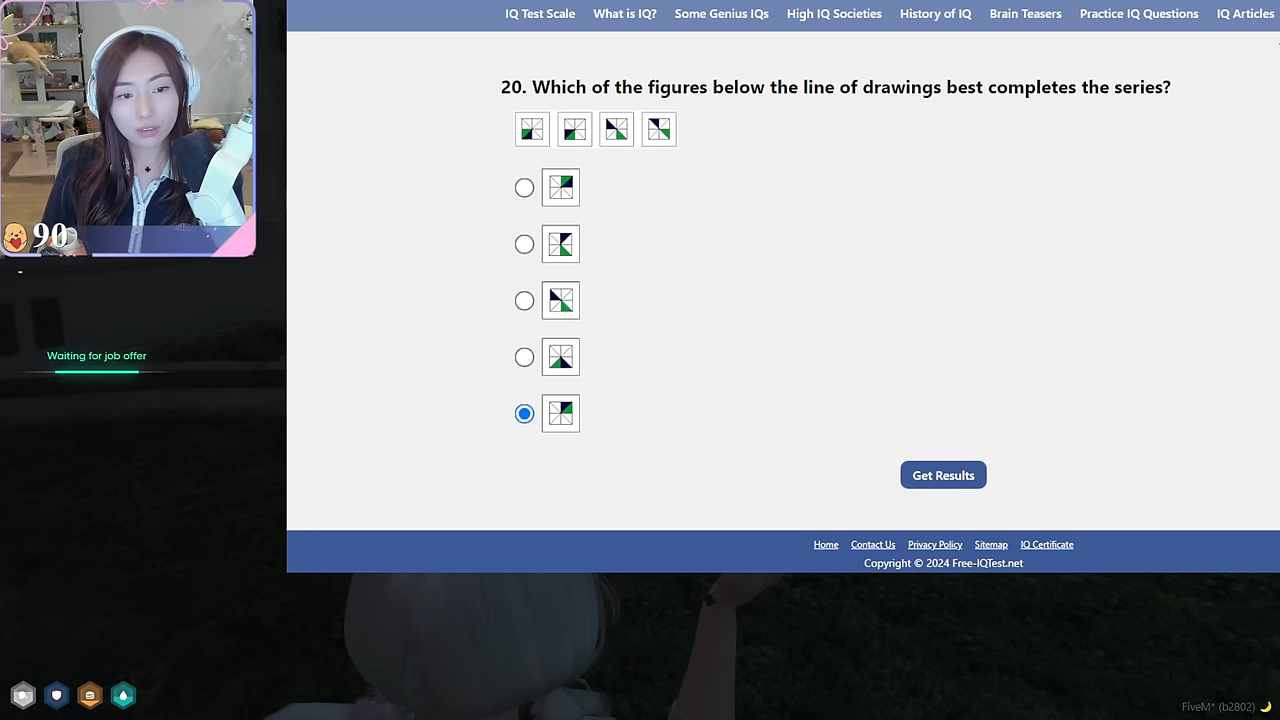 IQ Test Scale What is IQ? Some Genius IQs High IQ Societies History of IQ Brain Teasers Practice IQ Questions IQ Articles
20. Which of the figures below the line of drawings best completes the series?
90
Waiting for job offer
Get Results
Home Contact Us Privacy Policy Sitemap IQ Certificate
Copyright © 2024 Free-IQTest.net
FiveM* (b2802)